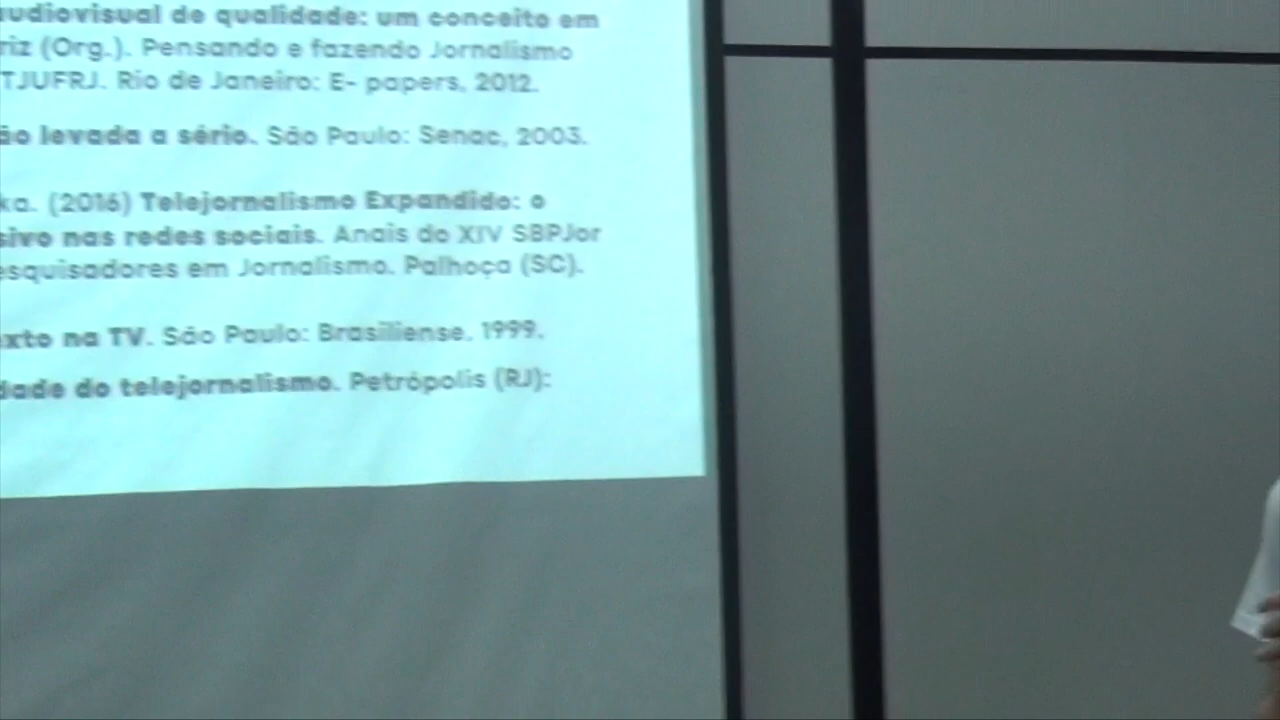 audiovisual de qualidade: um conceito em
riz (Org.). Pensando e fazendo Jornalismo
TJUFRJ. Rio de Janeiro: E- papers, 2012.
ão levada a sério. São Paulo: Senac, 2003.
ka. (2016) Telejornalismo Expandido: o
sivo nas redes sociais. Anais do XIV SBPJor
esquisadores em Jornalismo. Palhoça (SC).
exto na TV. São Paulo: Brasiliense. 1999.
dade do telejornalismo. Petrópolis (RJ):